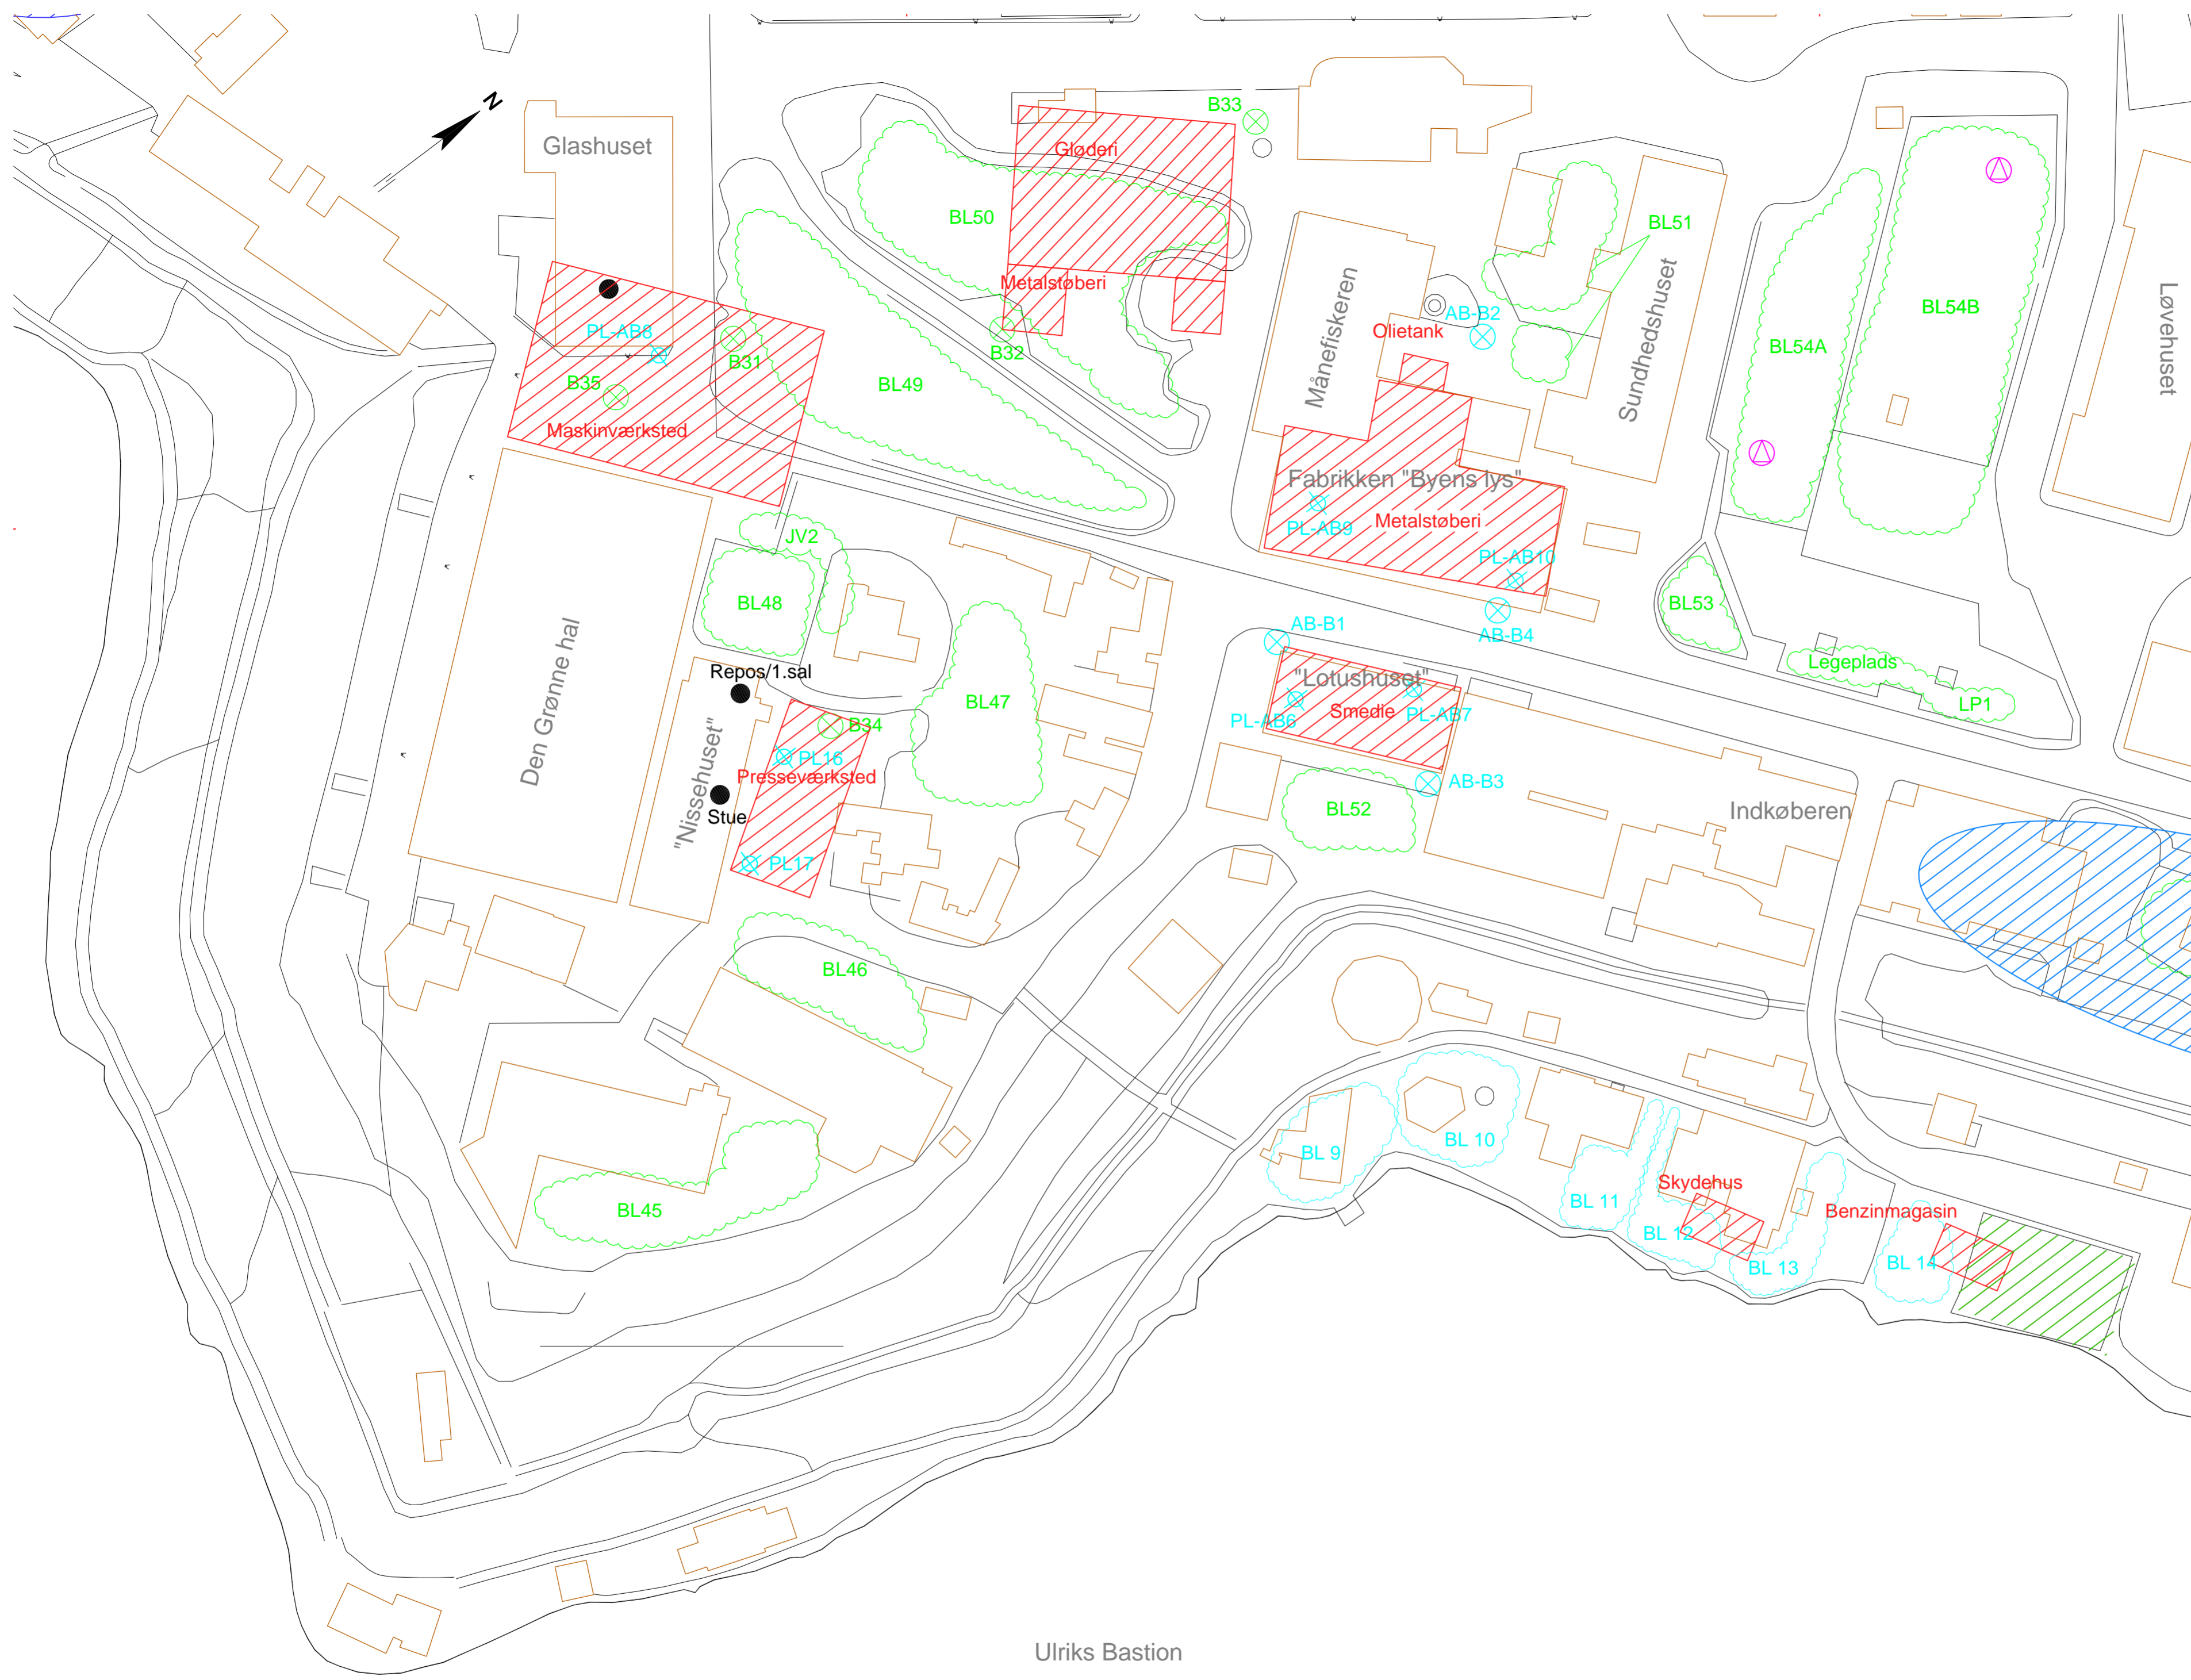 N
Glashuset
B33
Gløderi
BL50
BL51
Metalstøberi
Månefiskeren
AB-B2
Olietank
Sundhedshuset
BL54B
BL54A
Løvehuset
PL-AB8
B31
B32
B35
BL49
Maskinværksted
Fabrikken "Byens lys"
PL-AB9
Metalstøberi
PL-AB10
JV2
BL48
BL53
AB-B1
AB-B4
Den Grønne hal
Repos/1.sal
"Lotushuset"
Legeplads
BL47
LP1
PL-AB6
Smedie
PL-AB7
B34
"Nissehuset"
PL16
Presseværksted
AB-B3
Stue
BL52
Indkøberen
PL17
BL46
BL 9
BL 10
BL45
BL 11
Skydehus
BL 12
BL 13
Benzinmagasin
BL 14
Ulriks Bastion